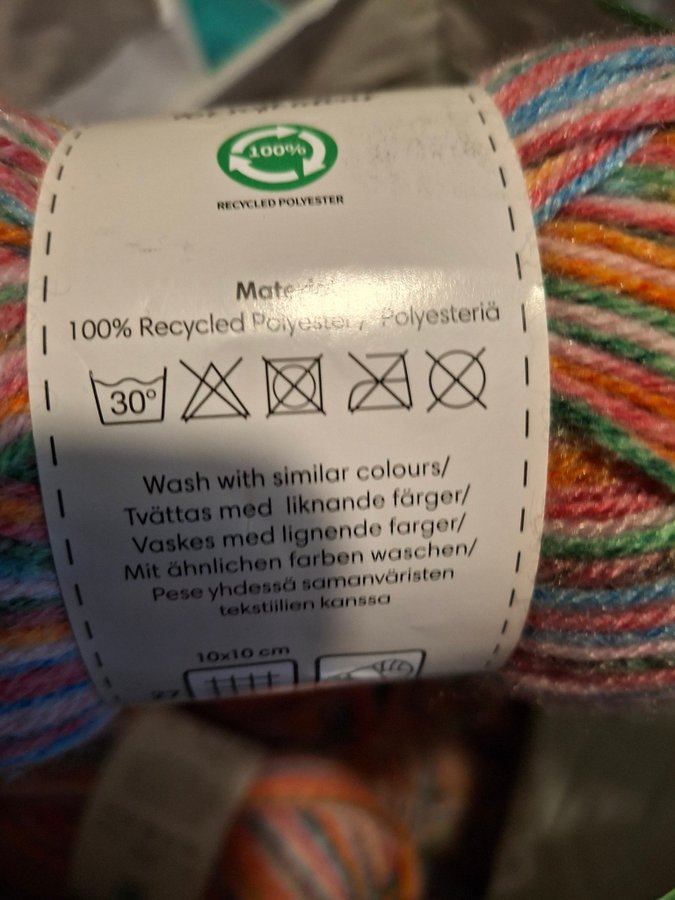 100%
RECYCLED POLYESTER
100% Recycled Polyester / Polyesteriä
30°
Wash with similar colours/
Tvättas med liknande färger/
Vaskes med lignende farger/
Mit ähnlichen farben waschen/
Pese yhdessä samanväristen
tekstiilien kanssa
10x10 cm